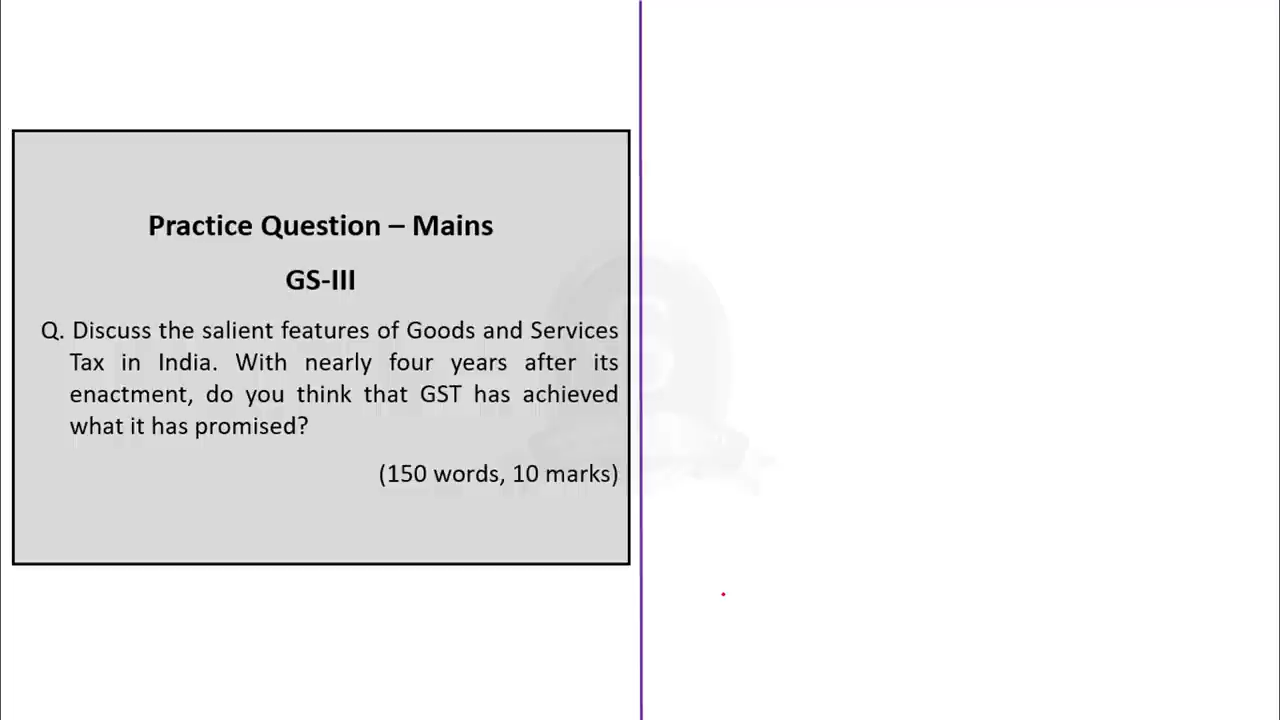 Practice Question – Mains
GS-III
Q. Discuss the salient features of Goods and Services
Tax in India. With nearly four years after its
enactment, do you think that GST has achieved
what it has promised?
(150 words, 10 marks)